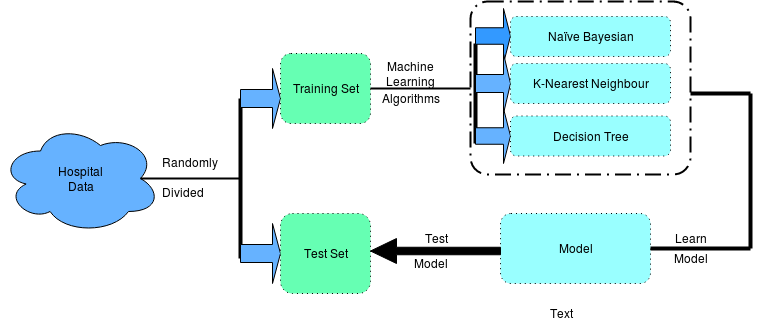 Hospital
Data
Randomly
Divided
Training Set
Machine
Learning
Algorithms
Naïve Bayesian
K-Nearest Neighbour
Decision Tree
Learn
Model
Model
Test
Model
Test Set
Text